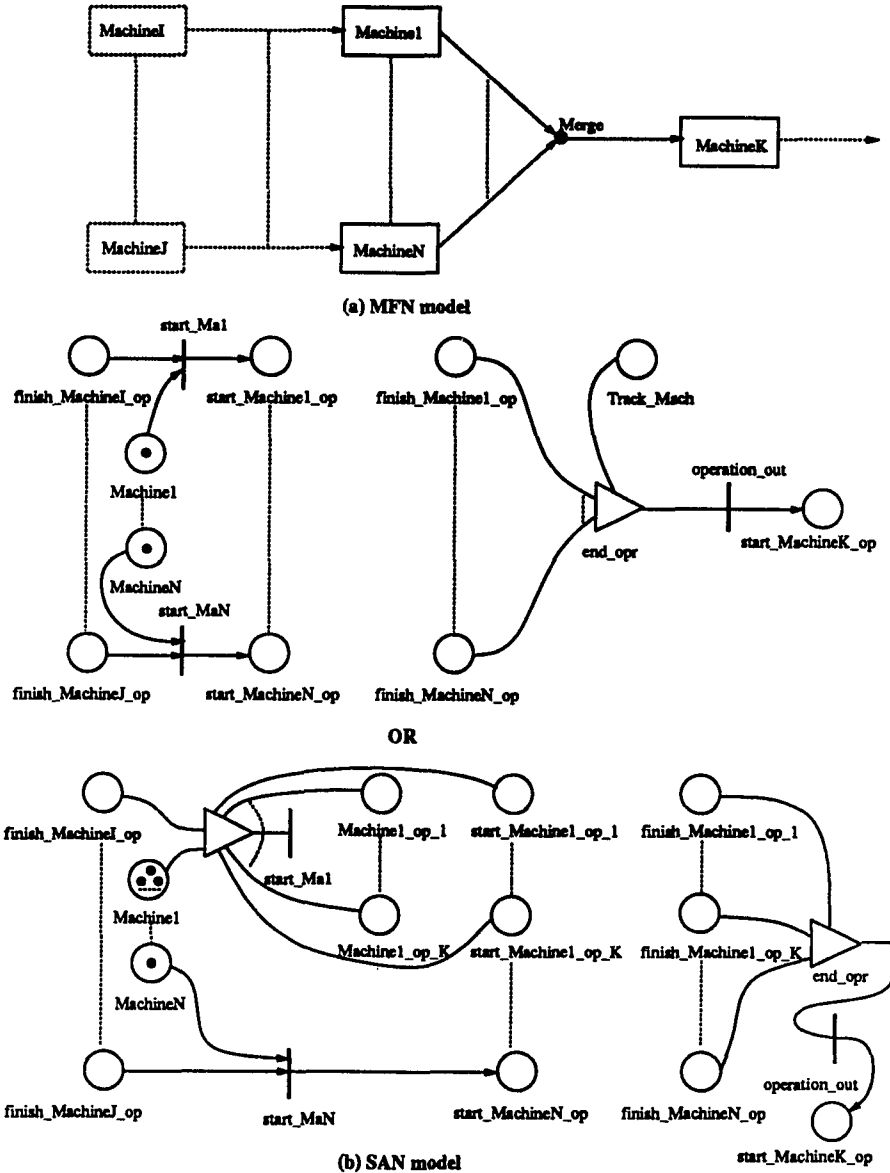 MachineI
Machine1
Merge
MachineK
MachineJ
MachineN
(a) MFN model
start_Ma1
finish_MachineI_op
start_Machine1_op
finish_Machine1_op
Track_Mach
Machine1
operation_out
end_opr
start_MachineK_op
MachineN
start_MaN
finish_MachineJ_op
start_MachineN_op
finish_MachineN_op
OR
finish_MachineI_op
Machine1_op_1
start_Machine1_op_1
finish_Machine1_op_1
start_Ma1
Machine1
Machine1_op_K
start_Machine1_op_K
finish_Machine1_op_K
end_opr
MachineN
operation_out
finish_MachineJ_op
start_MaN
start_MachineN_op
finish_MachineN_op
start_MachineK_op
(b) SAN model